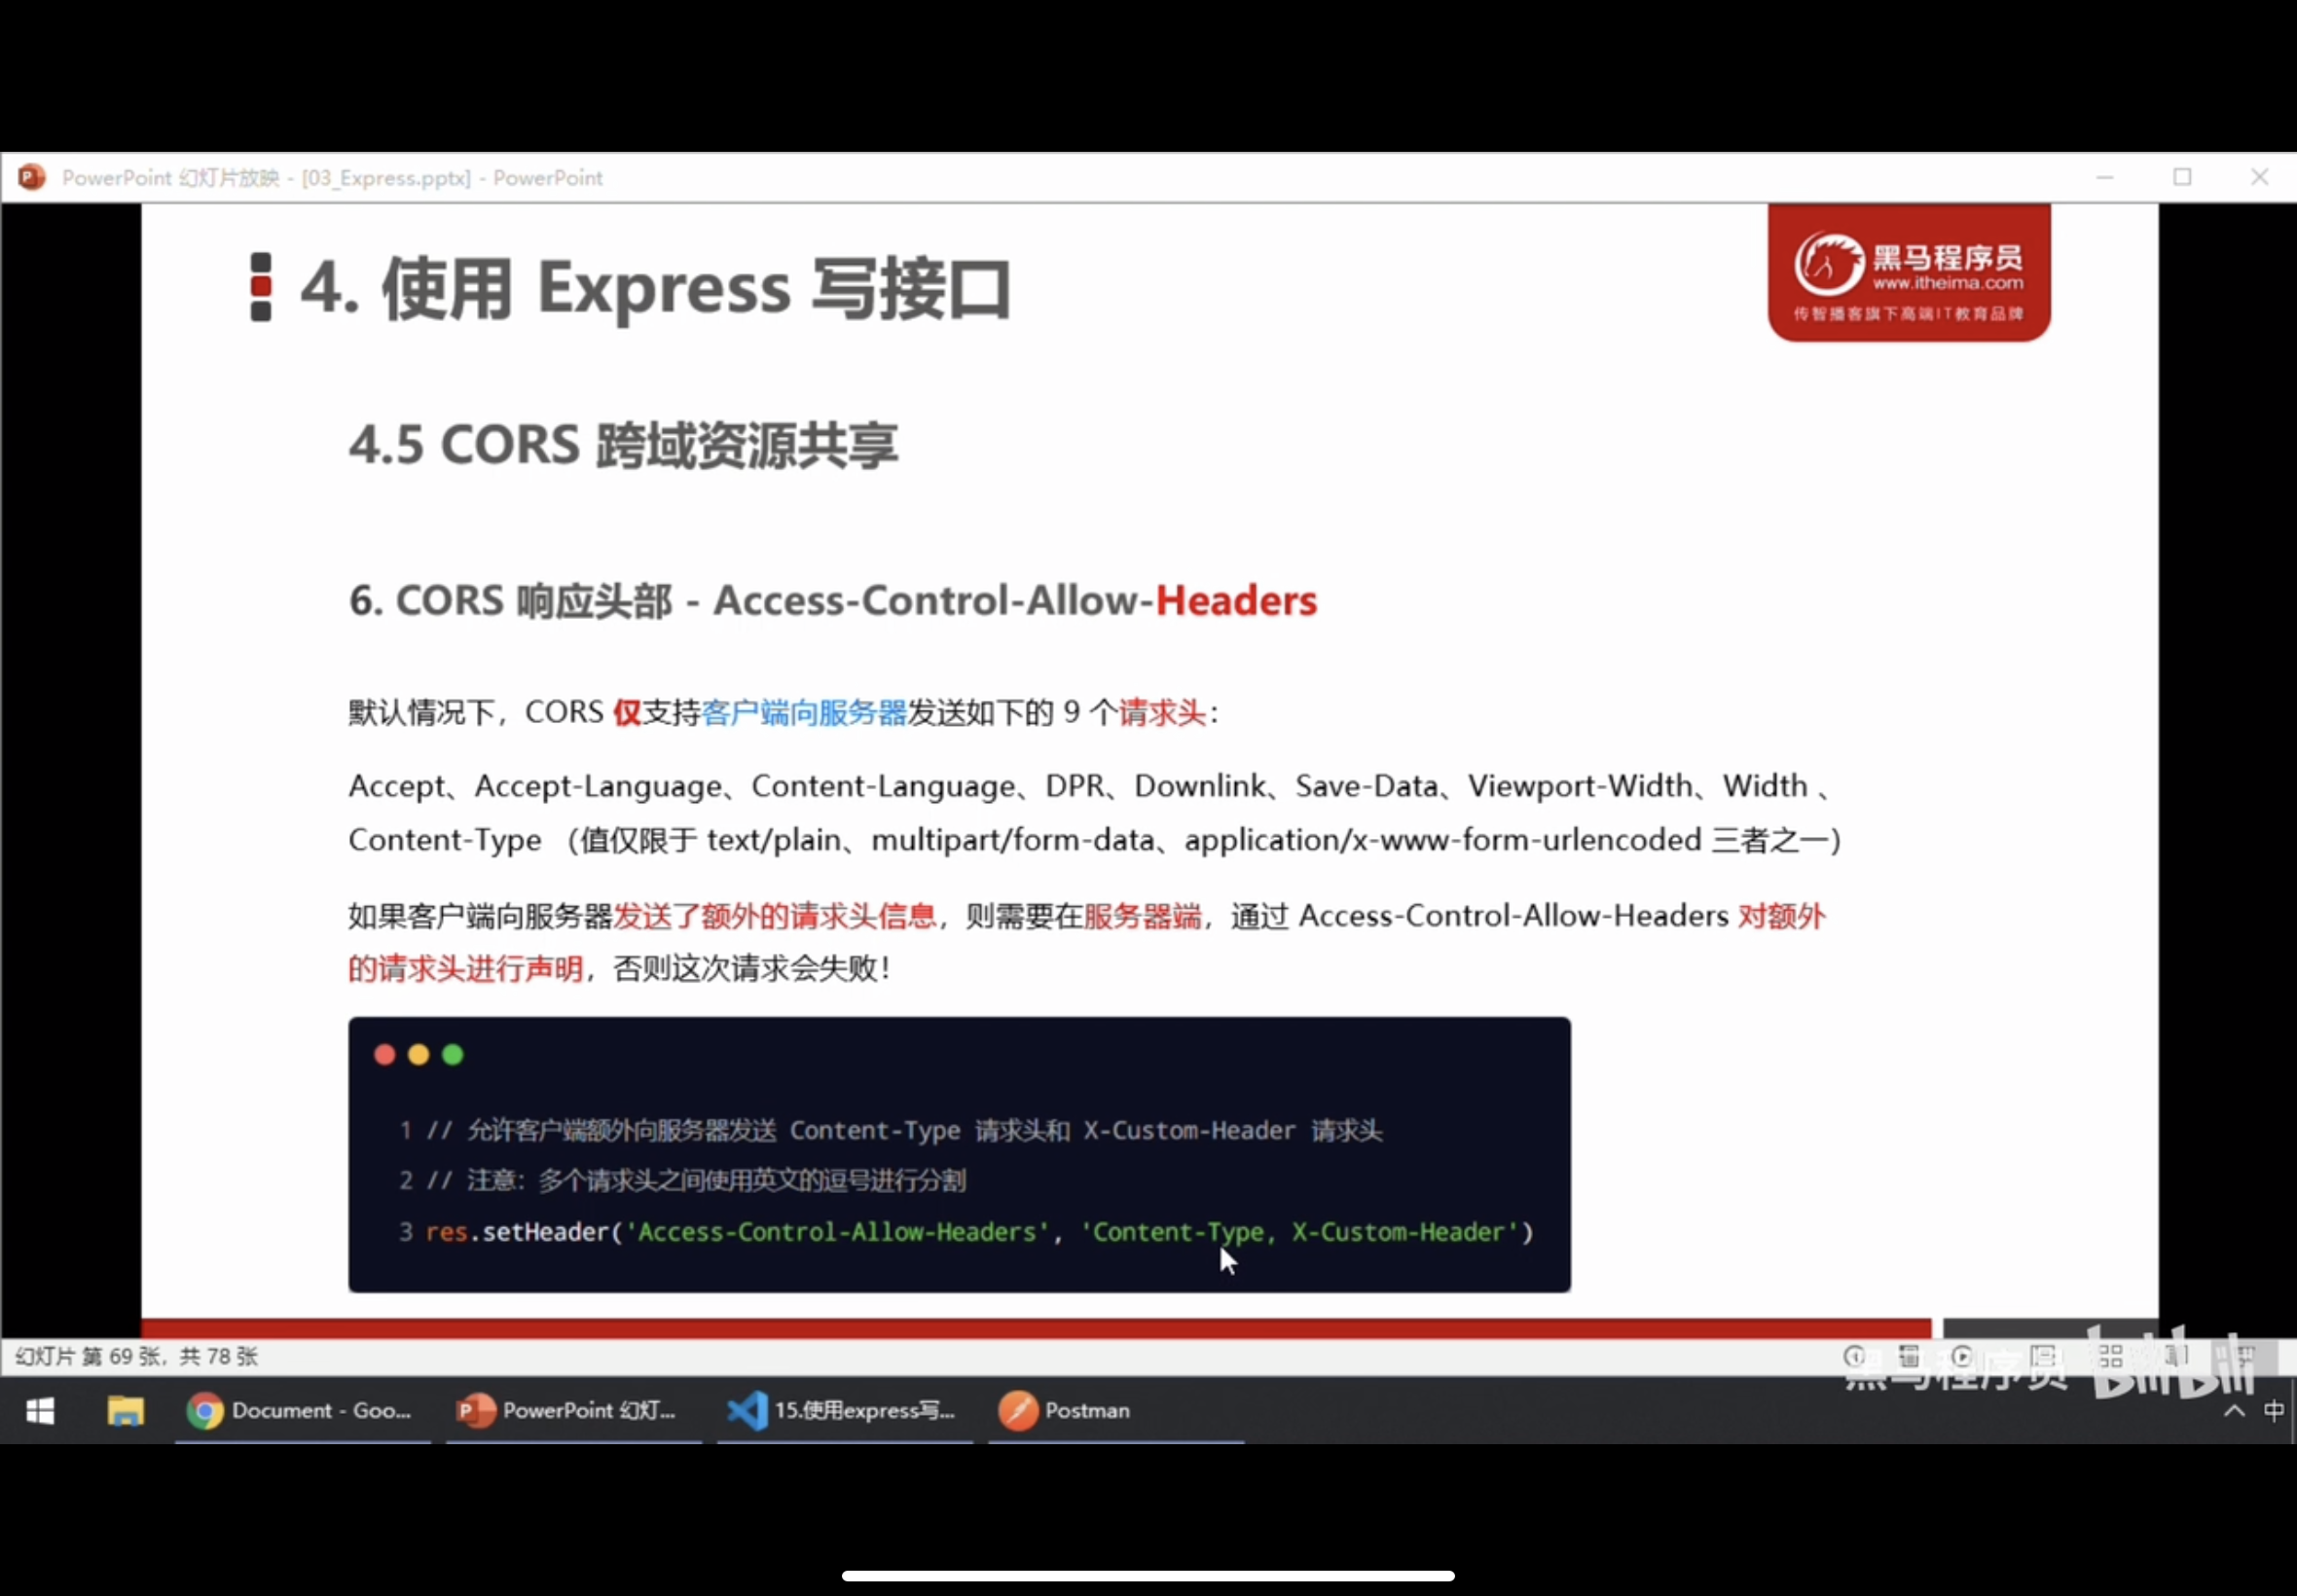 PowerPoint 幻灯片放映 - [03_Express.pptx] - PowerPoint
4. 使用 Express 写接口
黑马程序员
www.itheima.com
传智播客旗下高端IT教育品牌
4.5 CORS 跨域资源共享
6. CORS 响应头部 - Access-Control-Allow-Headers
默认情况下，CORS 仅支持客户端向服务器发送如下的 9 个请求头：
Accept、Accept-Language、Content-Language、DPR、Downlink、Save-Data、Viewport-Width、Width 、
Content-Type （值仅限于 text/plain、multipart/form-data、application/x-www-form-urlencoded 三者之一）
如果客户端向服务器发送了额外的请求头信息，则需要在服务器端，通过 Access-Control-Allow-Headers 对额外
的请求头进行声明，否则这次请求会失败！
1 // 允许客户端额外向服务器发送 Content-Type 请求头和 X-Custom-Header 请求头
2 // 注意：多个请求头之间使用英文的逗号进行分割
3 res.setHeader('Access-Control-Allow-Headers', 'Content-Type, X-Custom-Header')
幻灯片 第 69 张，共 78 张
黑马程序员 bilibili
Document - Goo... PowerPoint 幻灯... 15.使用express写... Postman 中